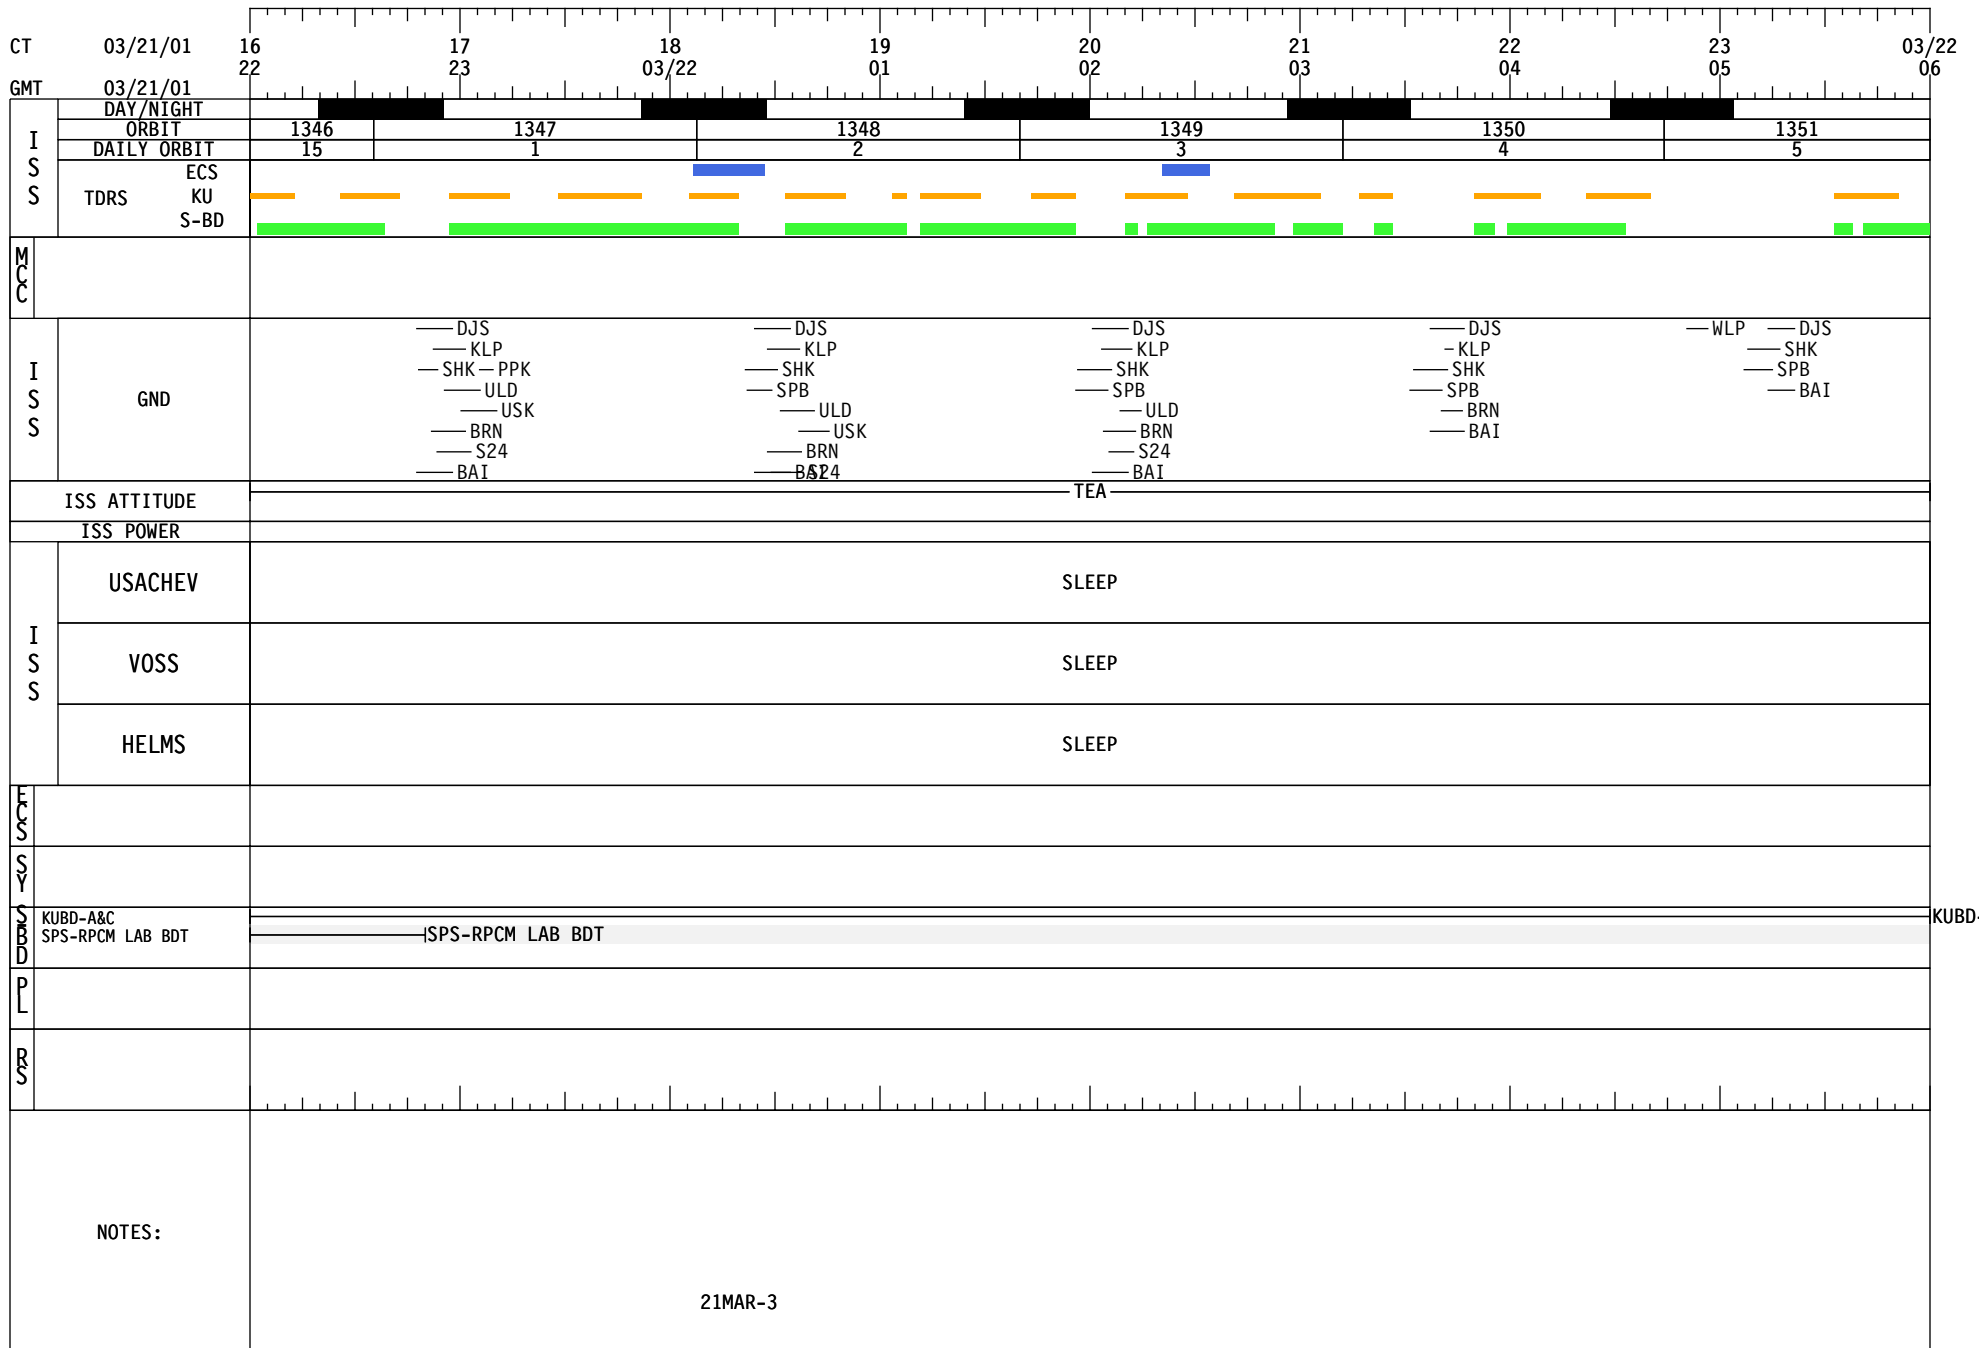 CT 03/21/01 16 17 18 19 20 21 22 23 03/22
22 23 03/22 01 02 03 04 05 06
GMT 03/21/01
ISS
DAY/NIGHT
ORBIT 1346 1347 1348 1349 1350 1351
DAILY ORBIT 15 1 2 3 4 5
ECS
TDRS KU
S-BD
MCC
ISS
GND
DJS DJS DJS DJS WLP DJS
KLP KLP KLP KLP SHK
SHK PPK SHK SHK SHK SPB
ULD SPB SPB SPB BAI
USK ULD ULD BRN
BRN USK BRN BAI
S24 BRN S24
BAI BAI S24 BAI
ISS ATTITUDE TEA
ISS POWER
ISS
USACHEV SLEEP
VOSS SLEEP
HELMS SLEEP
ECS
SY
S-BD
KUBD-A&C KUBD-
SPS-RPCM LAB BDT SPS-RPCM LAB BDT
PL
RS
NOTES:
21MAR-3